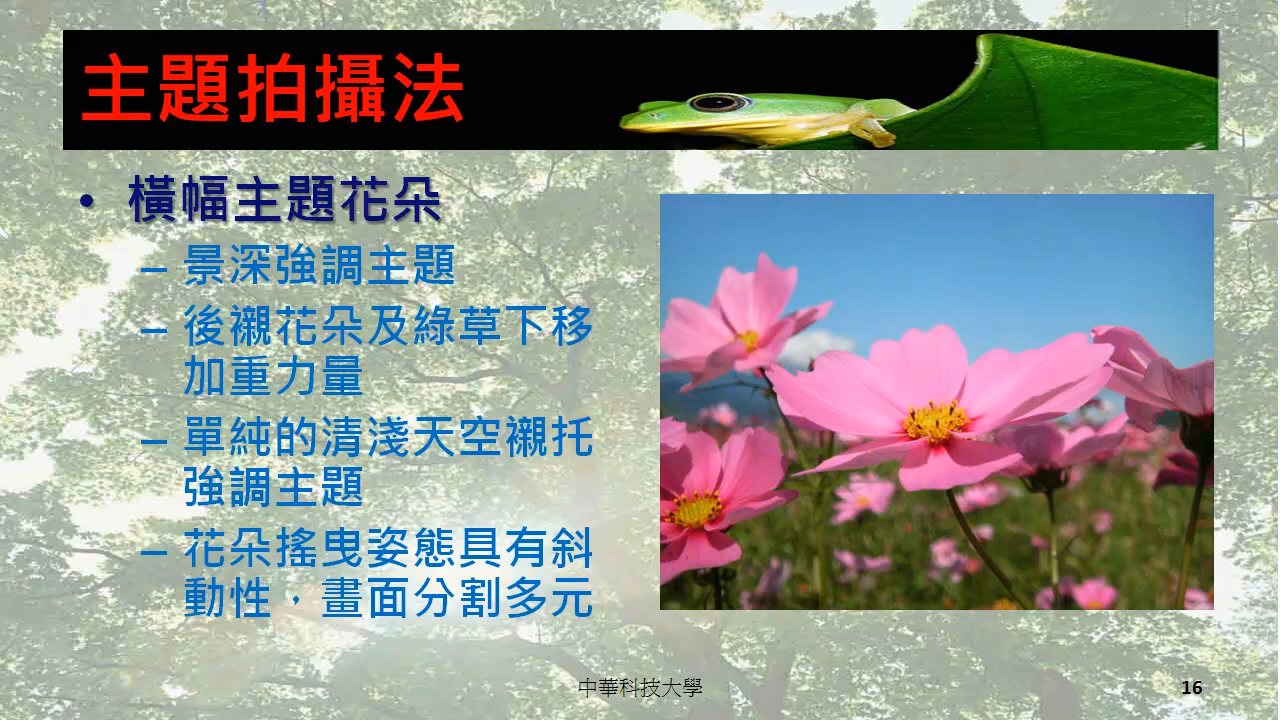 主題拍攝法
• 橫幅主題花朵
– 景深強調主題
– 後襯花朵及綠草下移
加重力量
– 單純的清淺天空襯托
強調主題
– 花朵搖曳姿態具有斜
動性，畫面分割多元
中華科技大學
16